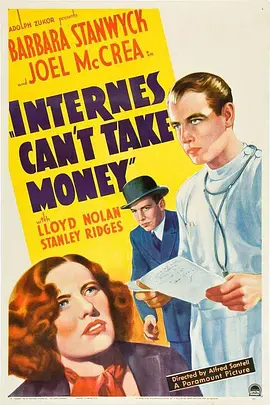 ADOLPH ZUKOR presents
BARBARA STANWYCK
and JOEL McCREA in
"INTERNES
CAN'T TAKE
MONEY"
with
LLOYD NOLAN
STANLEY RIDGES
Directed by Alfred Santell
A Paramount Picture